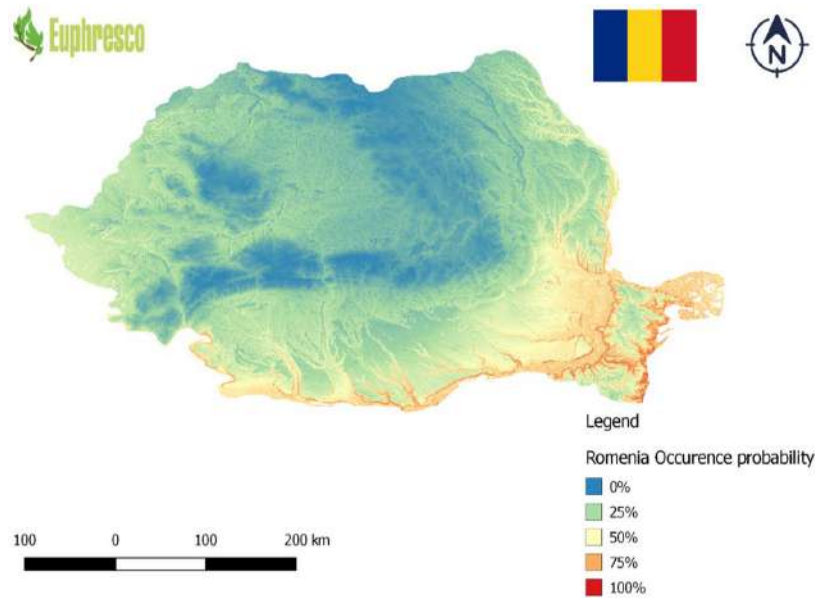 Euphresco
N
Legend
Romenia Occurence probability
0%
25%
50%
75%
100%
100 0 100 200 km